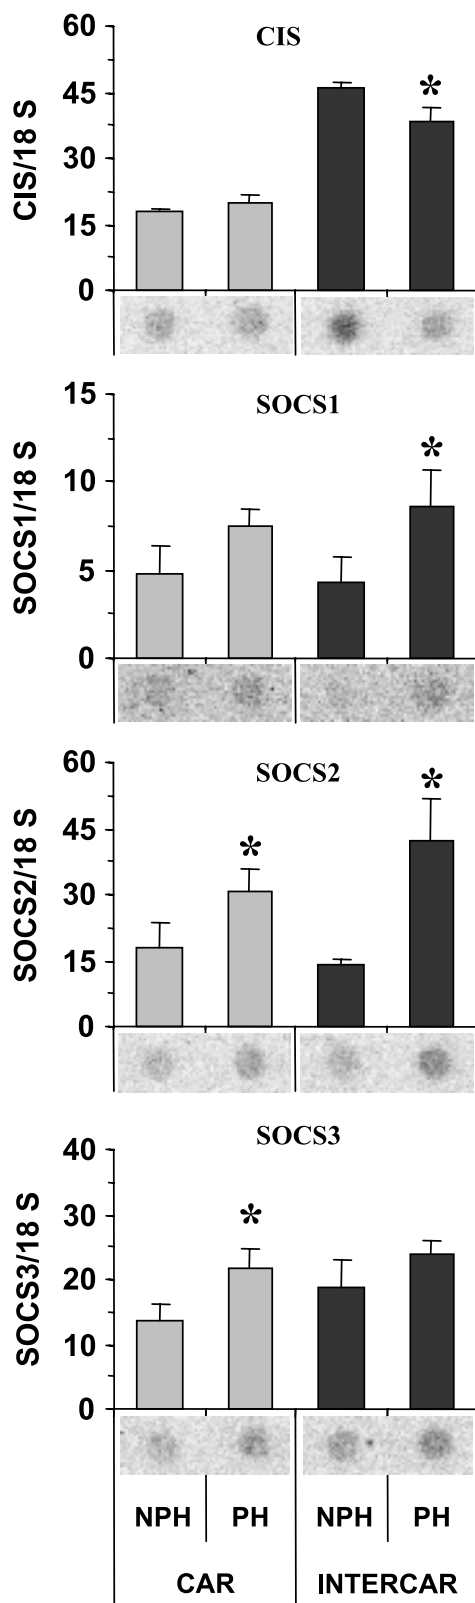 CIS
CIS/18 S
60
45
30
15
0
*
SOCS1
SOCS1/18 S
15
10
5
0
*
SOCS2
SOCS2/18 S
60
45
30
15
0
* *
SOCS3
SOCS3/18 S
40
30
20
10
0
*
NPH PH NPH PH
CAR INTERCAR